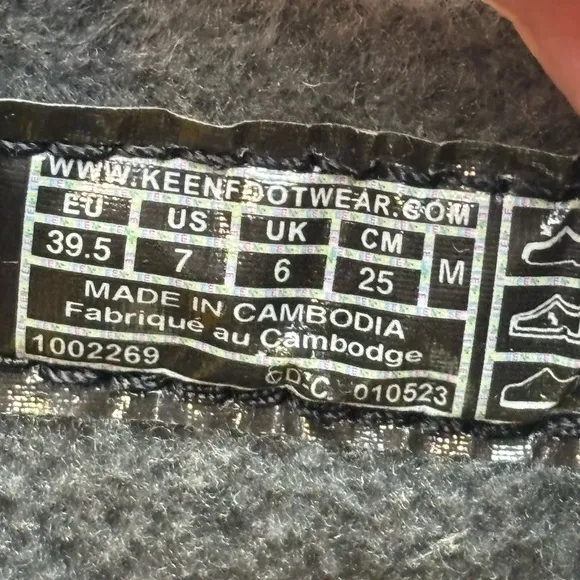 WWW.KEENFOOTWEAR.COM
EU US UK CM M
39.5 7 6 25
MADE IN CAMBODIA
Fabriqué au Cambodge
1002269 010523